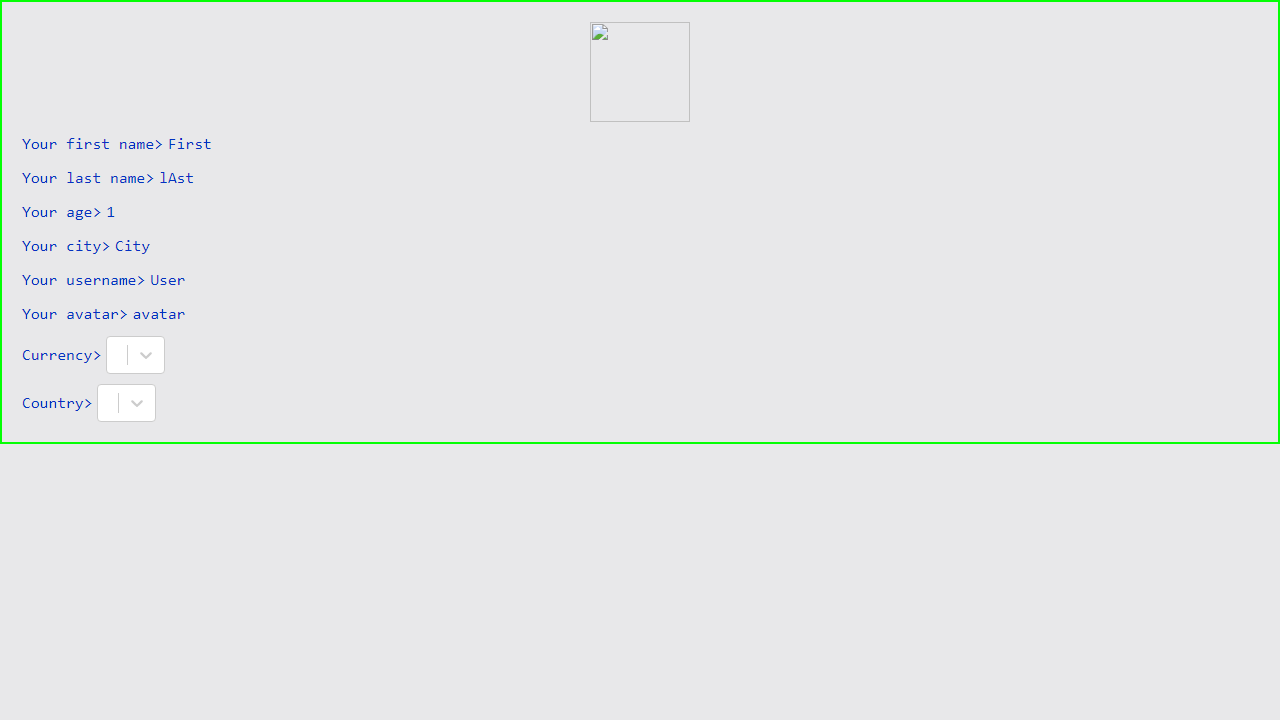 Your first name> First
Your last name> lAst
Your age> 1
Your city> City
Your username> User
Your avatar> avatar
Currency>
Country>